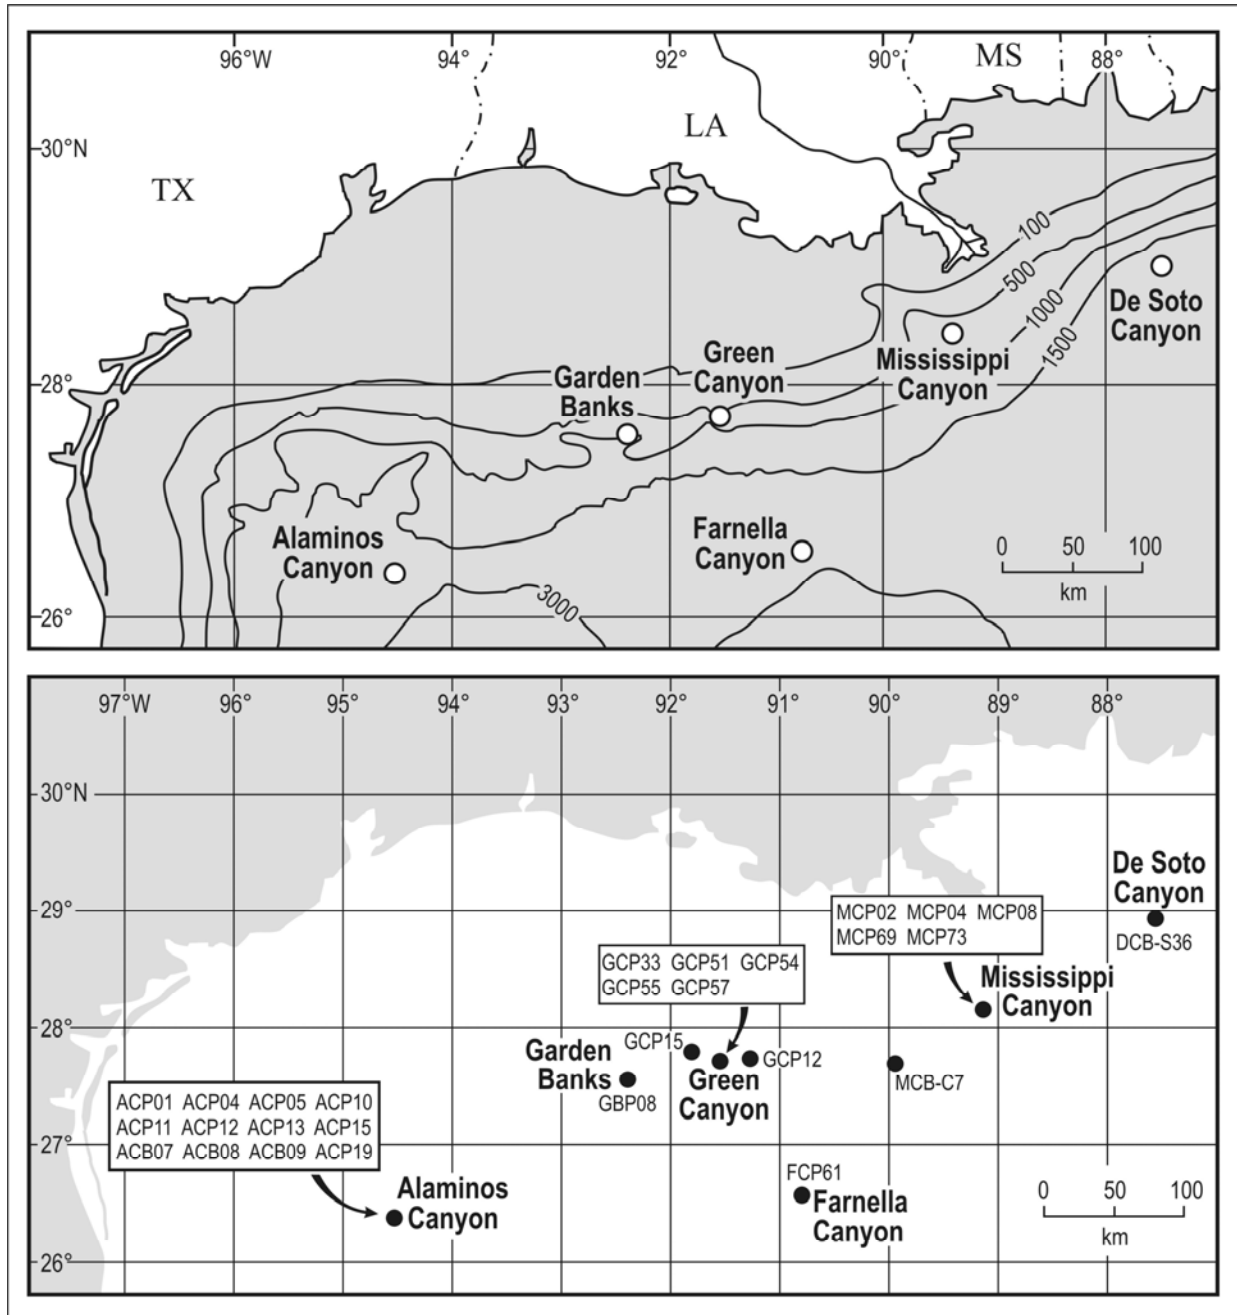 96°W 94° 92° 90° 88°
MS
LA
30°N
TX
100
500
1000
1500
De Soto
Canyon
Mississippi
Canyon
Green
Canyon
28°
Garden
Banks
Alaminos
Canyon
Farnella
Canyon
0 50 100
km
3000
26°
97°W 96° 95° 94° 93° 92° 91° 90° 89° 88°
30°N
De Soto
Canyon
DCB-S36
29°
MCP02 MCP04 MCP08
MCP69 MCP73
Mississippi
Canyon
GCP33 GCP51 GCP54
GCP55 GCP57
28°
GCP15
GCP12
Green
Canyon
Garden
Banks
GBP08
MCB-C7
27°
ACP01 ACP04 ACP05 ACP10
ACP11 ACP12 ACP13 ACP15
ACB07 ACB08 ACB09 ACP19
Alaminos
Canyon
FCP61
Farnella
Canyon
0 50 100
km
26°